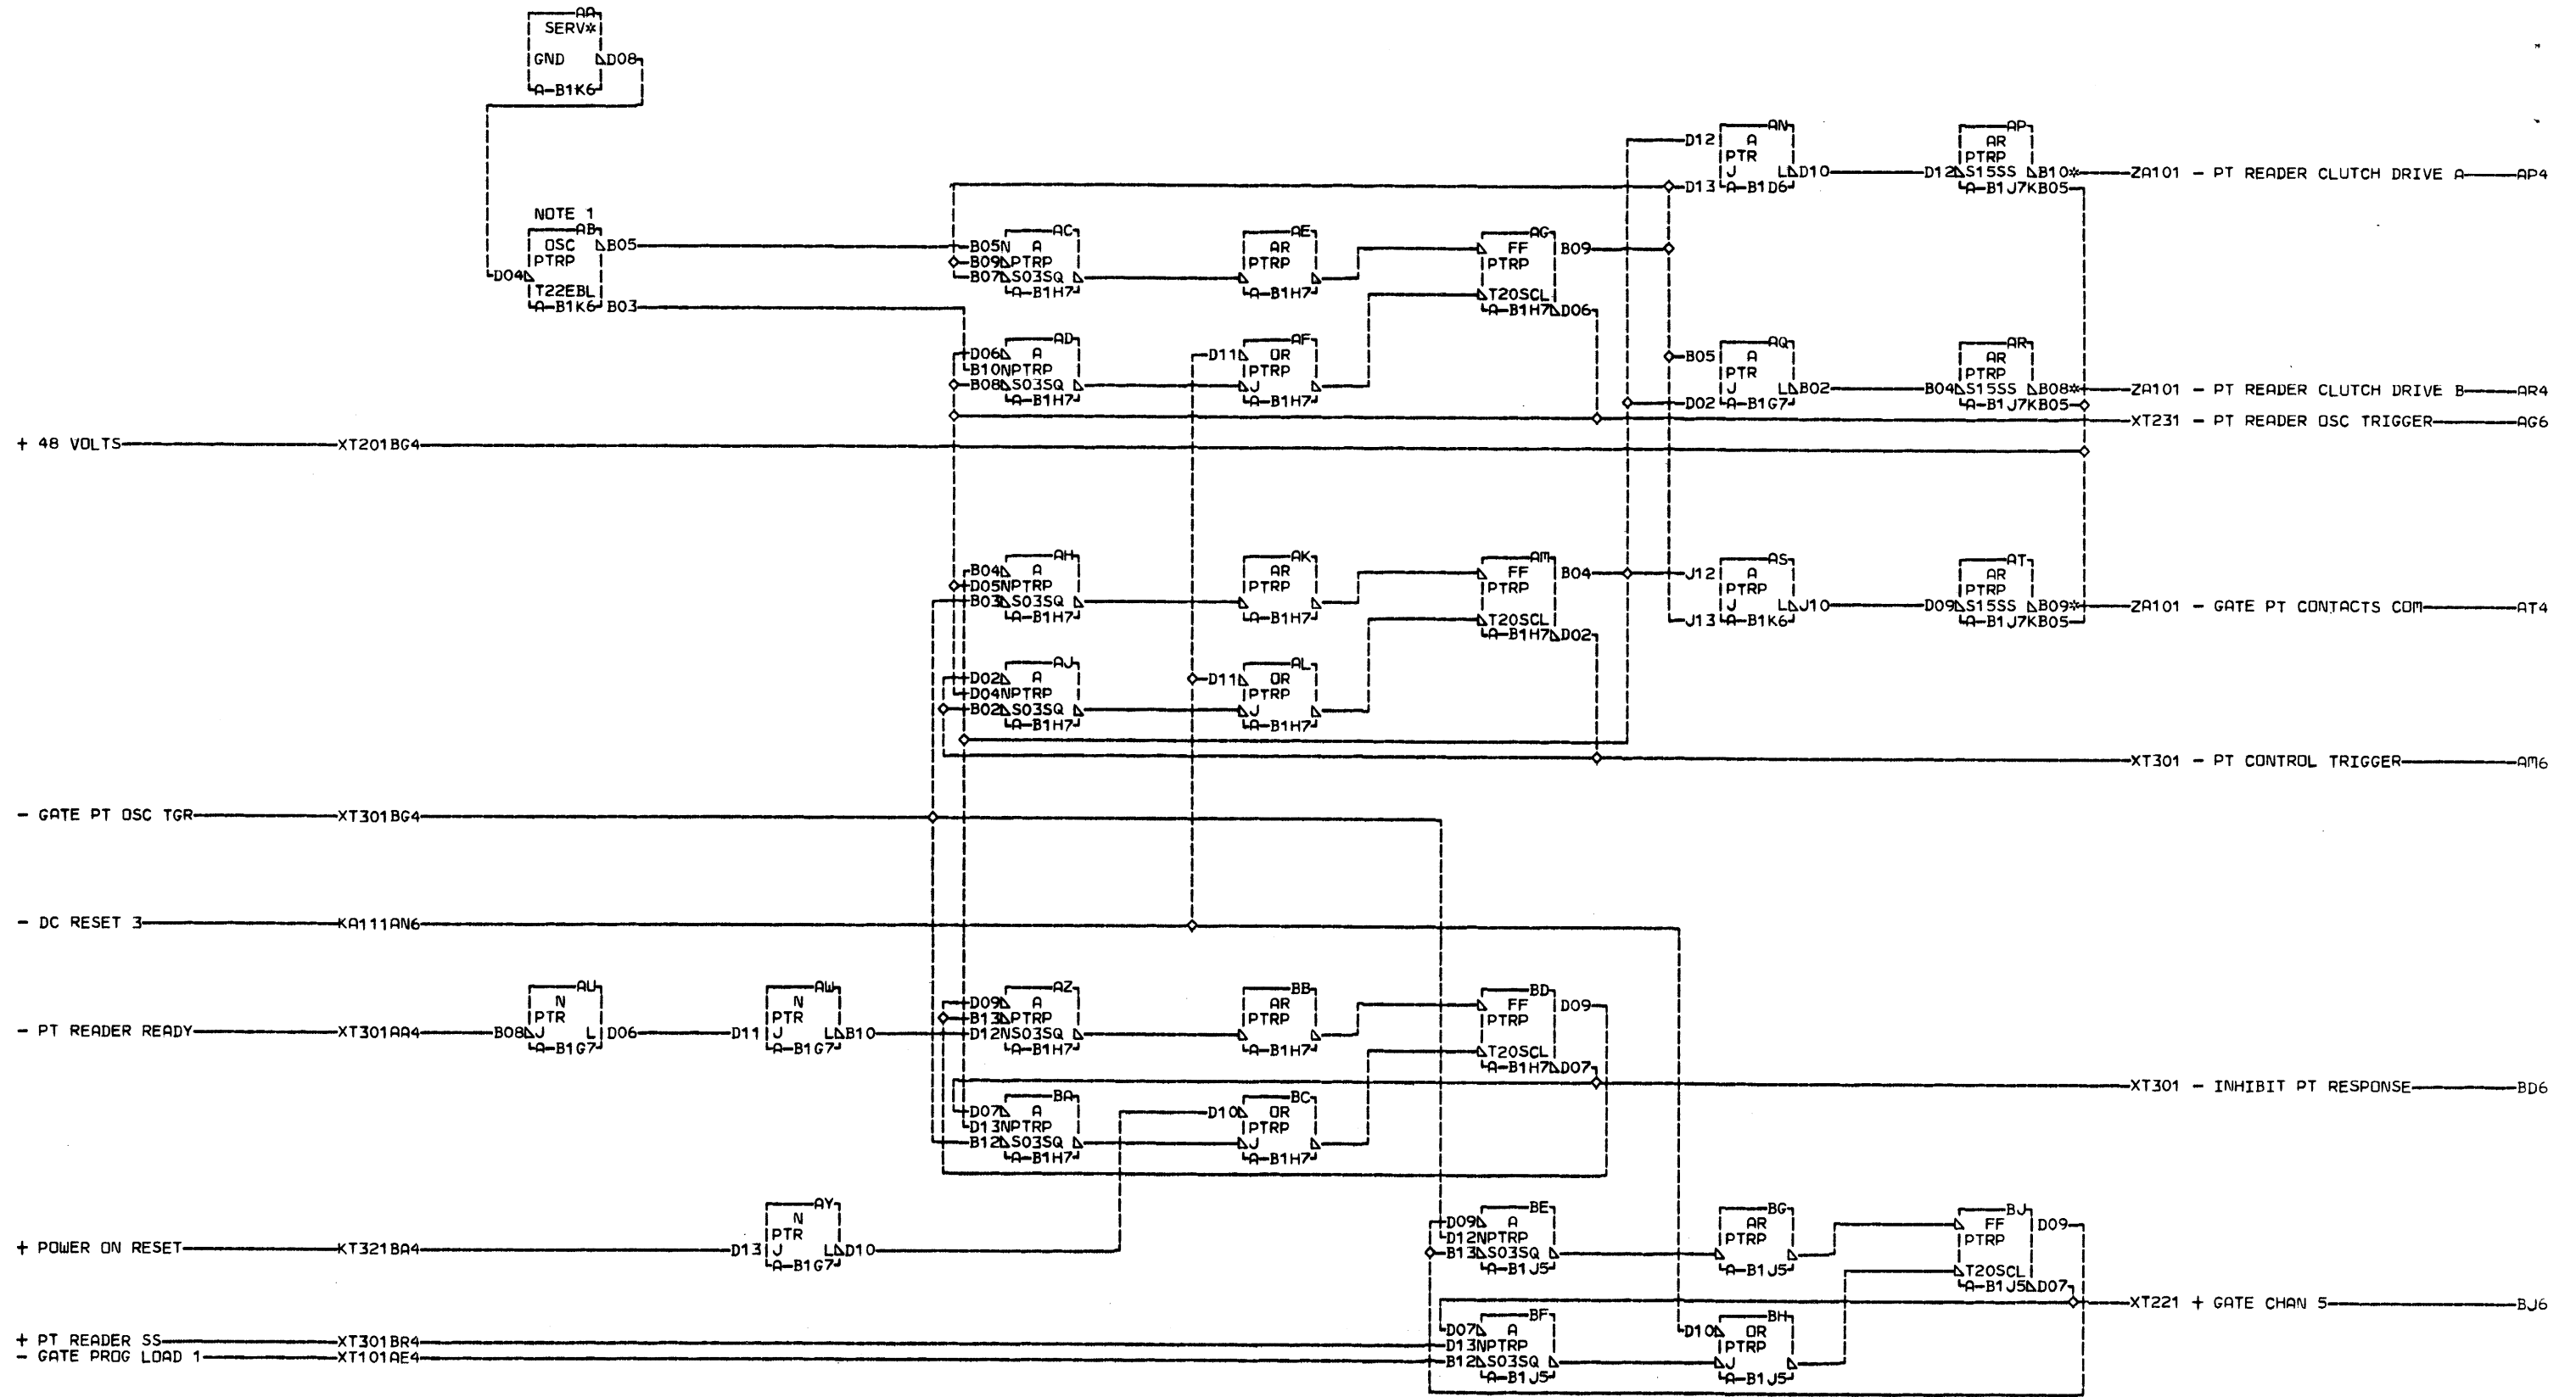 AA
SERV*
GND D08
A-B1K6
NOTE 1
AB
OSC B05
PTRP
D04
T22EBL
A-B1K6 B03
AC
B05N A
B09 PTRP
B07 S03SQ
A-B1H7
AE
AR
PTRP
A-B1H7
AG
FF B09
PTRP
T20SCL
A-B1H7 D06
AN
D12 A
PTR
J L D10
D13 A-B1D6
AP
AR
PTRP
D12 S15SS B10*
A-B1J7KB05
ZA101 - PT READER CLUTCH DRIVE A AP4
AD
D06 A
B10NPTRP
B08 S03SQ
A-B1H7
AF
D11 OR
PTRP
J
A-B1H7
AQ
B05 A
PTR
J L B02
D02 A-B1G7
AR
AR
PTRP
B04 S15SS B08*
A-B1J7KB05
ZA101 - PT READER CLUTCH DRIVE B AR4
XT231 - PT READER OSC TRIGGER AG6
+ 48 VOLTS XT201BG4
AH
B04 A
D05NPTRP
B03 S03SQ
A-B1H7
AK
AR
PTRP
A-B1H7
AM
FF B04
PTRP
T20SCL
A-B1H7 D02
AS
J12 A
PTRP
J L J10
J13 A-B1K6
AT
AR
PTRP
D09 S15SS B09*
A-B1J7KB05
ZA101 - GATE PT CONTACTS COM AT4
AJ
D02 A
D04NPTRP
B02 S03SQ
A-B1H7
AL
D11 OR
PTRP
J
A-B1H7
XT301 - PT CONTROL TRIGGER AM6
- GATE PT OSC TGR XT301BG4
- DC RESET 3 KA111AN6
- PT READER READY XT301AA4
AU
N
PTR
B08 J L D06
A-B1G7
AW
N
PTR
D11 J L B10
A-B1G7
AZ
D09 A
B13 PTRP
D12NS03SQ
A-B1H7
BB
AR
PTRP
A-B1H7
BD
FF D09
PTRP
T20SCL
A-B1H7 D07
XT301 - INHIBIT PT RESPONSE BD6
BA
D07 A
D13NPTRP
B12 S03SQ
A-B1H7
BC
D10 OR
PTRP
J
A-B1H7
+ POWER ON RESET KT321BA4
AY
N
PTR
D13 J L D10
A-B1G7
BE
D09 A
D12NPTRP
B13 S03SQ
A-B1J5
BG
AR
PTRP
A-B1J5
BJ
FF D09
PTRP
T20SCL
A-B1J5 D07
XT221 + GATE CHAN 5 BJ6
+ PT READER SS XT301BR4
- GATE PROG LOAD 1 XT101AE4
BF
D07 A
D13NPTRP
B12 S03SQ
A-B1J5
BH
D10 OR
PTRP
J
A-B1J5